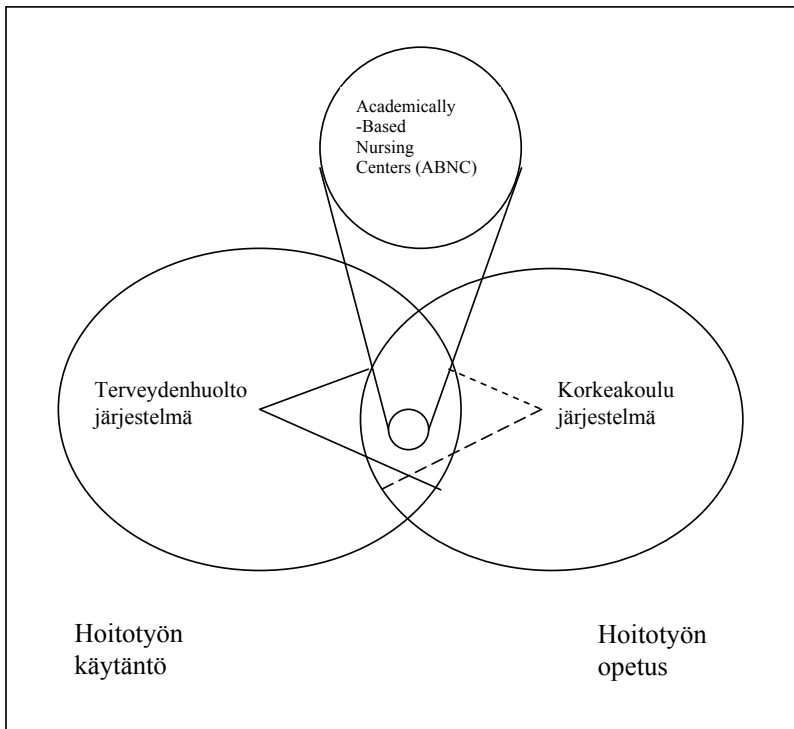 Academically
-Based
Nursing
Centers (ABNC)
Terveydenhuolto
järjestelmä
Korkeakoulu
järjestelmä
Hoitotyön
käytäntö
Hoitotyön
opetus